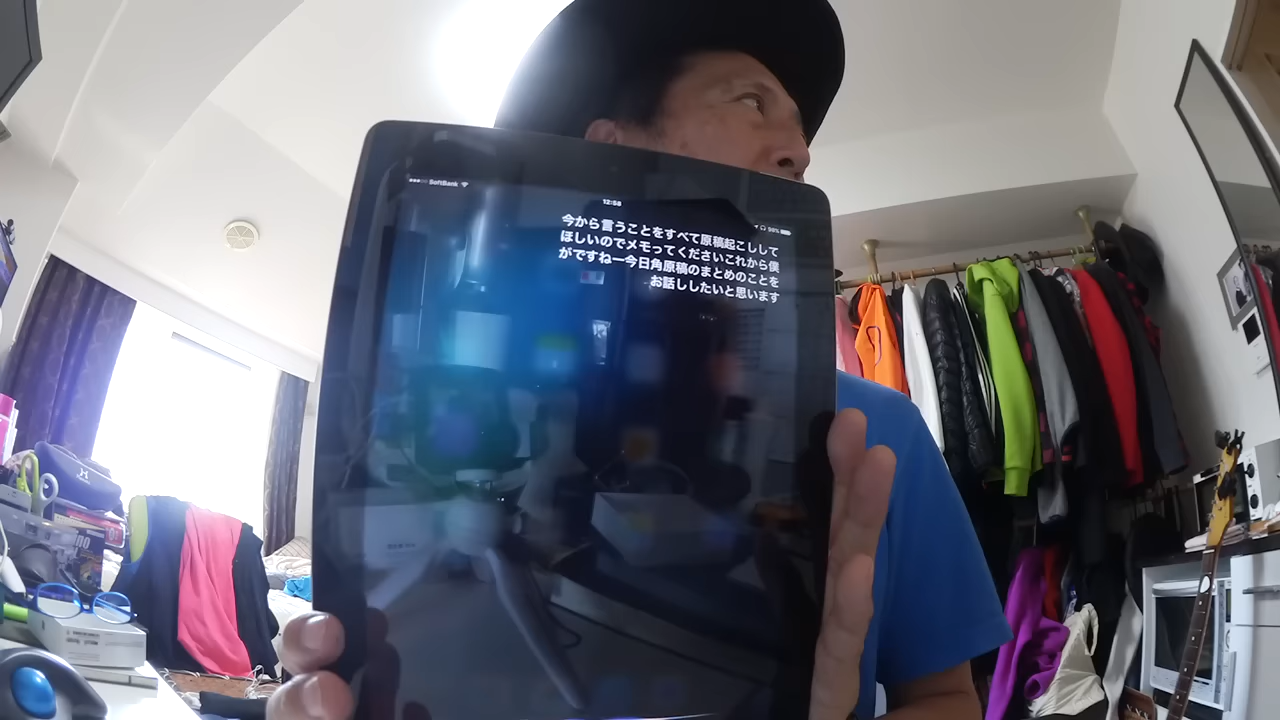 SoftBank
12:58
98%
今から言うことをすべて原稿起こしして
ほしいのでメモってくださいこれから僕
がですねー今日角原稿のまとめのことを
お話ししたいと思います